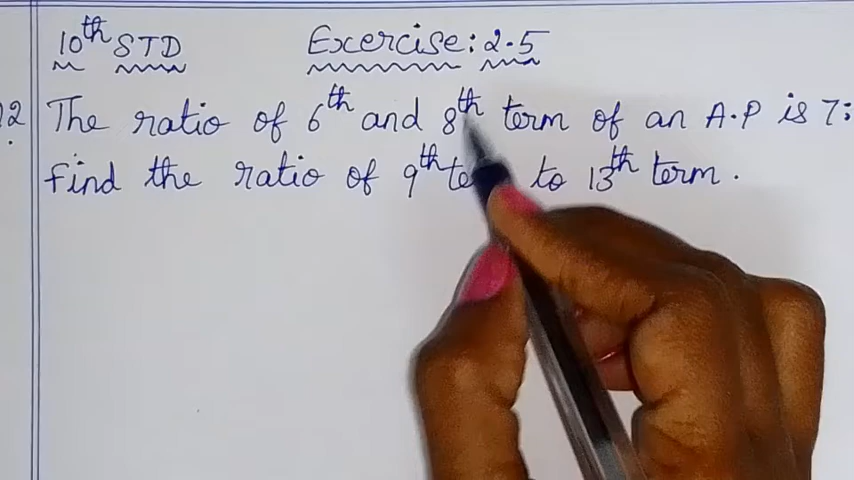 10th STD Exercise: 2.5
2 The ratio of 6th and 8th term of an A.P is 7:
find the ratio of 9th to 13th term.